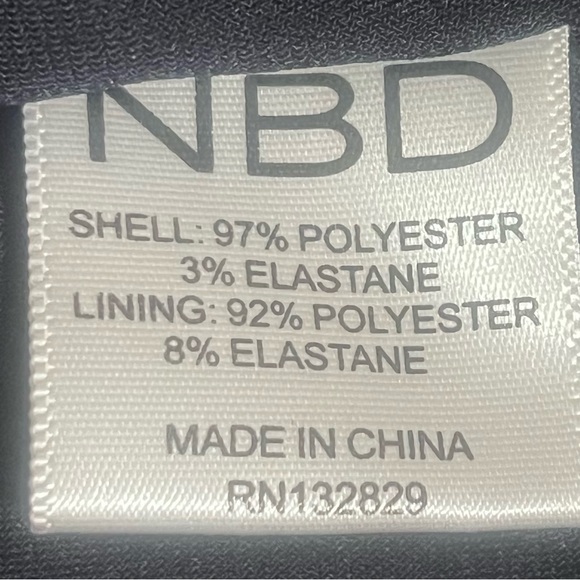 NBD
SHELL: 97% POLYESTER
3% ELASTANE
LINING: 92% POLYESTER
8% ELASTANE
MADE IN CHINA
RN132829